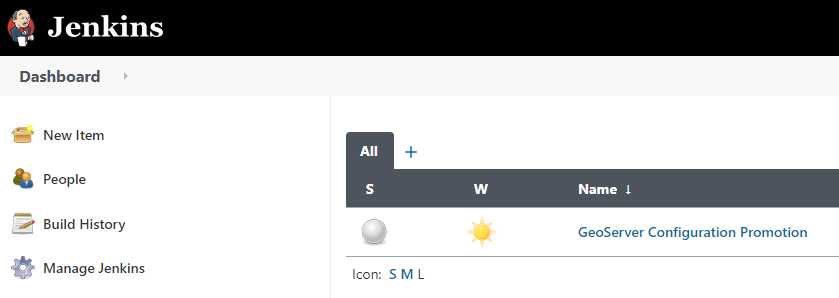 Jenkins
Dashboard
New Item
People
Build History
Manage Jenkins
All +
S W Name ↓
GeoServer Configuration Promotion
Icon: S M L